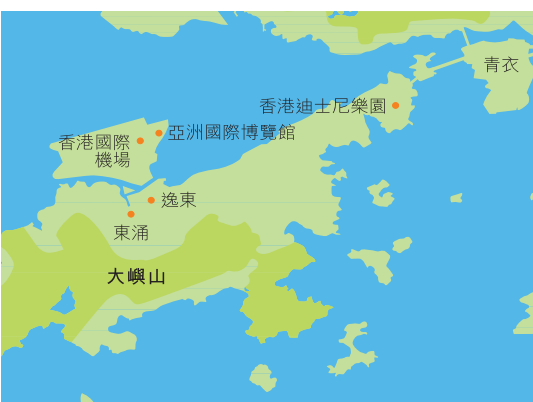 青衣
香港迪士尼樂園
亞洲國際博覽館
香港國際
機場
逸東
東涌
大嶼山